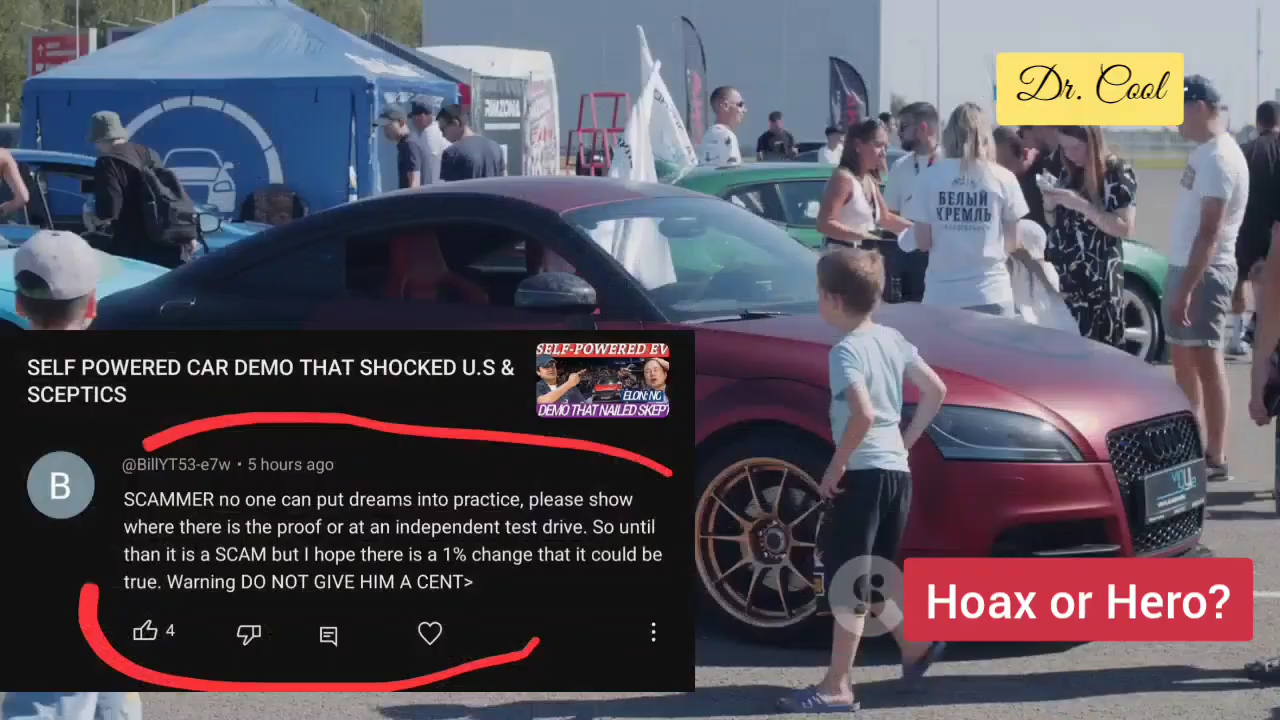 Dr. Cool
БЕЛЫЙ
КРЕМЛЬ
SELF POWERED CAR DEMO THAT SHOCKED U.S &
SCEPTICS
SELF-POWERED EV
ELON: NO
DEMO THAT NAILED SKEPT
@BillYT53-e7w • 5 hours ago
B
SCAMMER no one can put dreams into practice, please show
where there is the proof or at an independent test drive. So until
than it is a SCAM but I hope there is a 1% change that it could be
true. Warning DO NOT GIVE HIM A CENT>
4
Hoax or Hero?